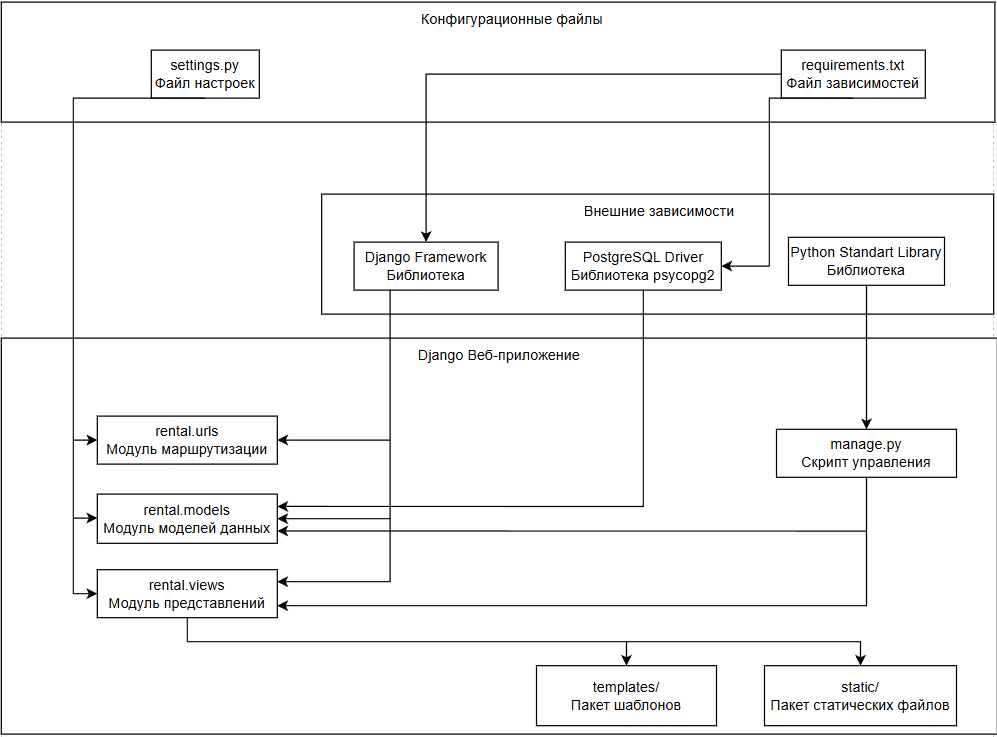 Конфигурационные файлы
settings.py
Файл настроек
requirements.txt
Файл зависимостей
Внешние зависимости
Django Framework
Библиотека
PostgreSQL Driver
Библиотека psycopg2
Python Standart Library
Библиотека
Django Веб-приложение
rental.urls
Модуль маршрутизации
manage.py
Скрипт управления
rental.models
Модуль моделей данных
rental.views
Модуль представлений
templates/
Пакет шаблонов
static/
Пакет статических файлов